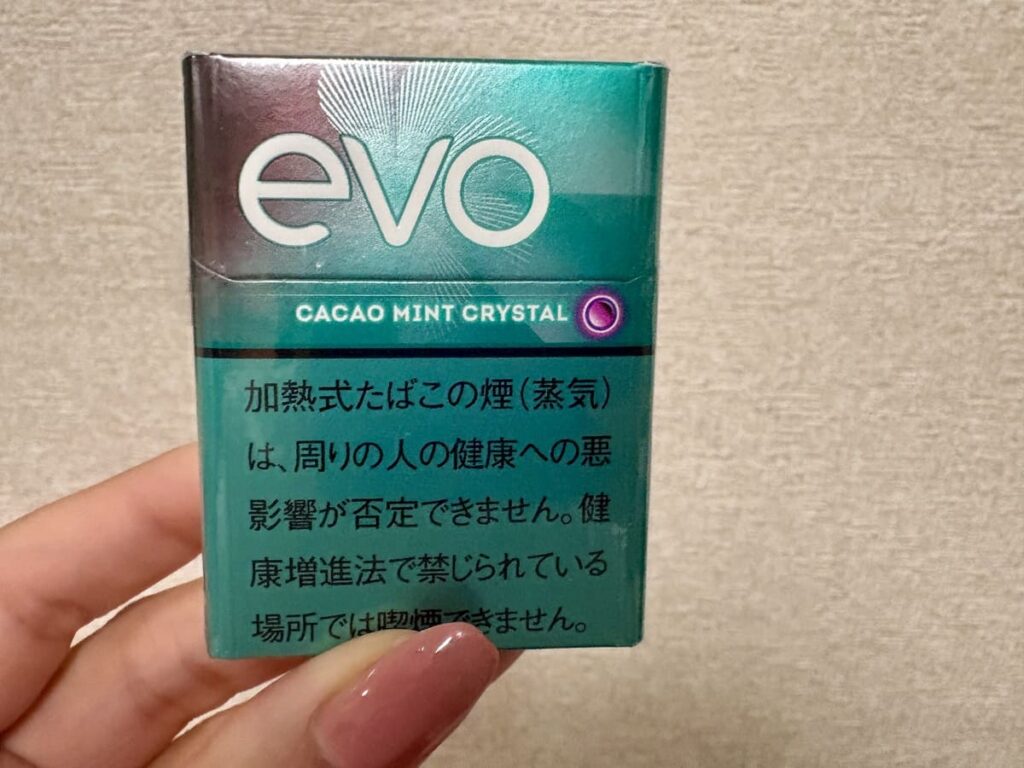 evo
CACAO MINT CRYSTAL
加熱式たばこの煙(蒸気)
は、周りの人の健康への悪
影響が否定できません。健
康増進法で禁じられている
場所では喫煙できません。